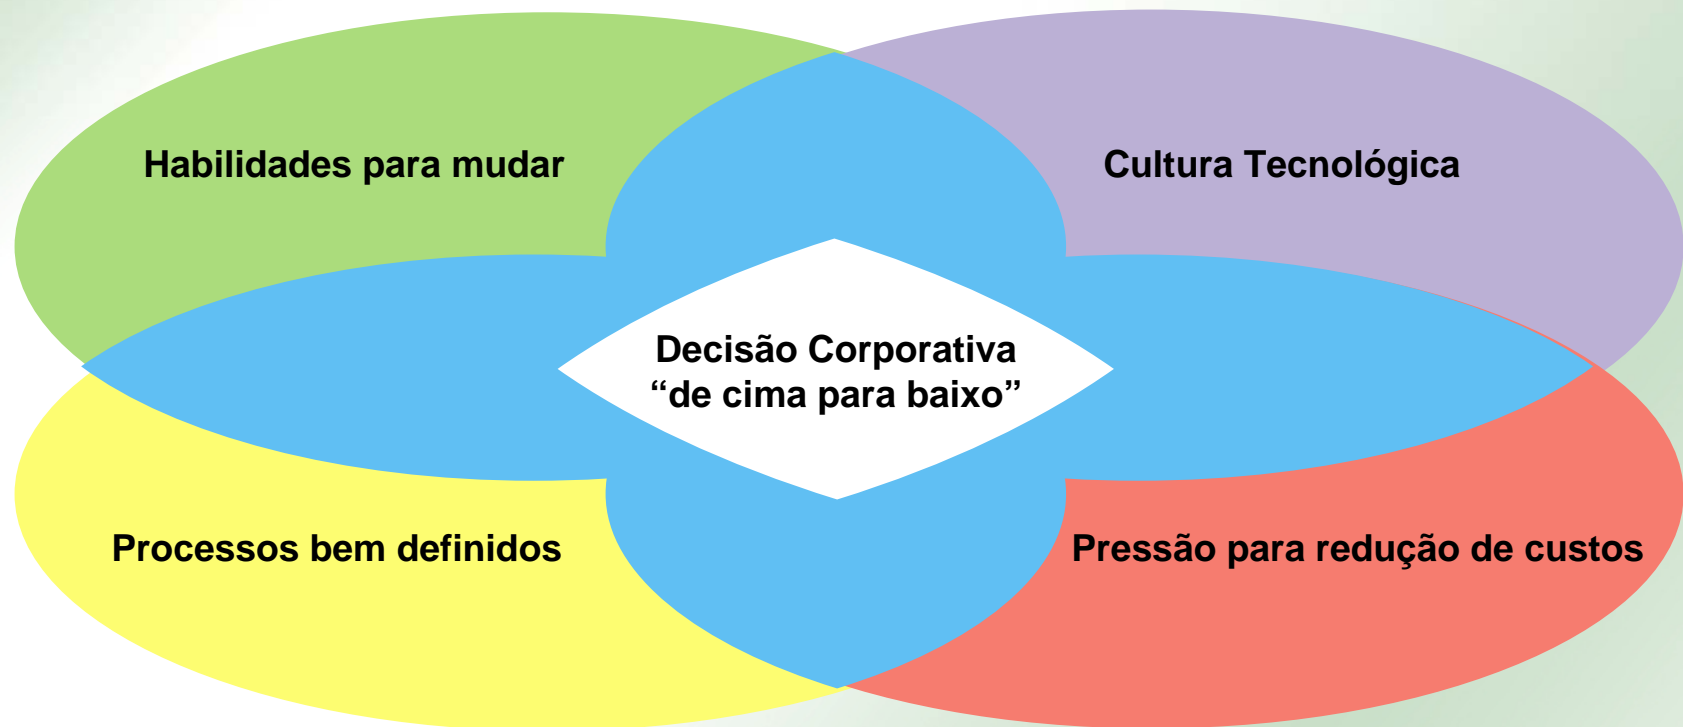 Habilidades para mudar
Cultura Tecnológica
Decisão Corporativa
“de cima para baixo”
Processos bem definidos
Pressão para redução de custos